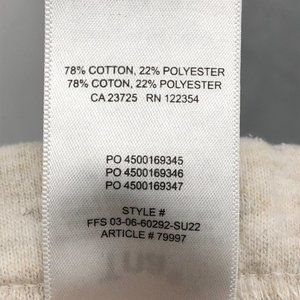 78% COTTON, 22% POLYESTER
78% COTON, 22% POLYESTER
CA 23725 RN 122354
PO 4500169345
PO 4500169346
PO 4500169347
STYLE #
FFS 03-06-60292-SU22
ARTICLE # 79997